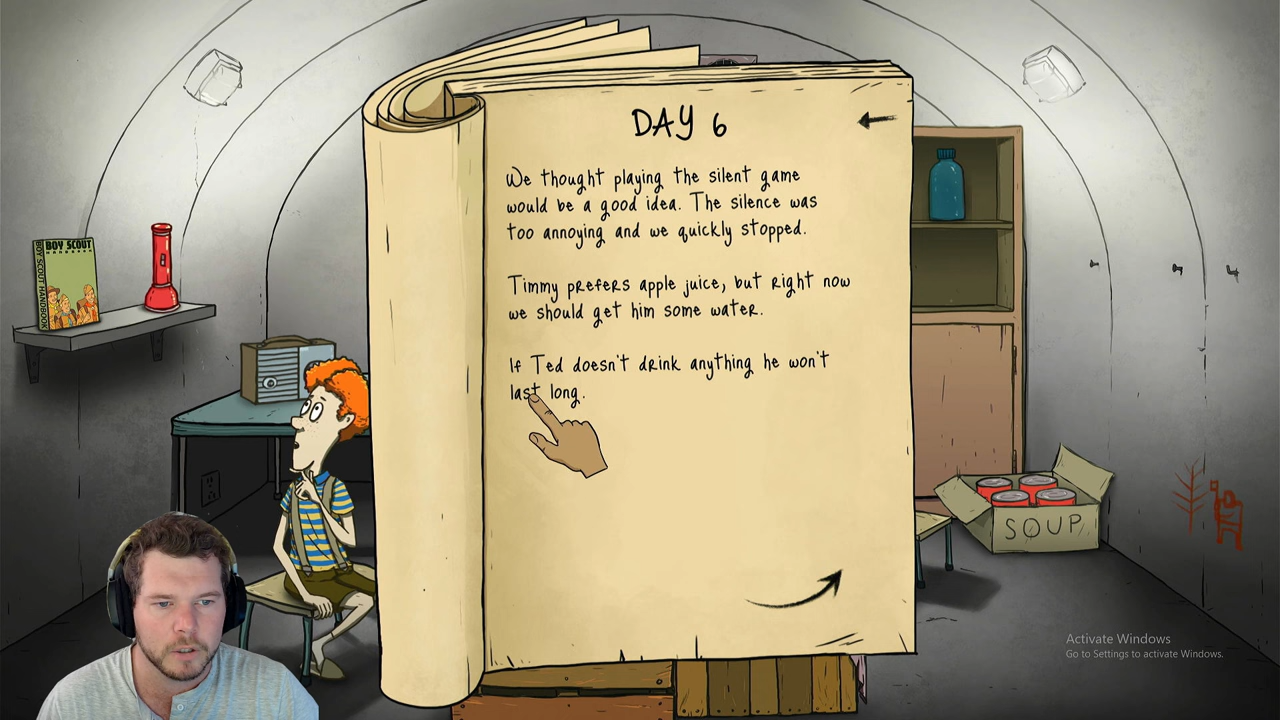 DAY 6
We thought playing the silent game
would be a good idea. The silence was
too annoying and we quickly stopped.
Timmy prefers apple juice, but right now
we should get him some water.
If Ted doesn't drink anything he won't
last long.
BOY SCOUT
BOY SCOUT HANDBOOK
SOUP
Activate Windows
Go to Settings to activate Windows.